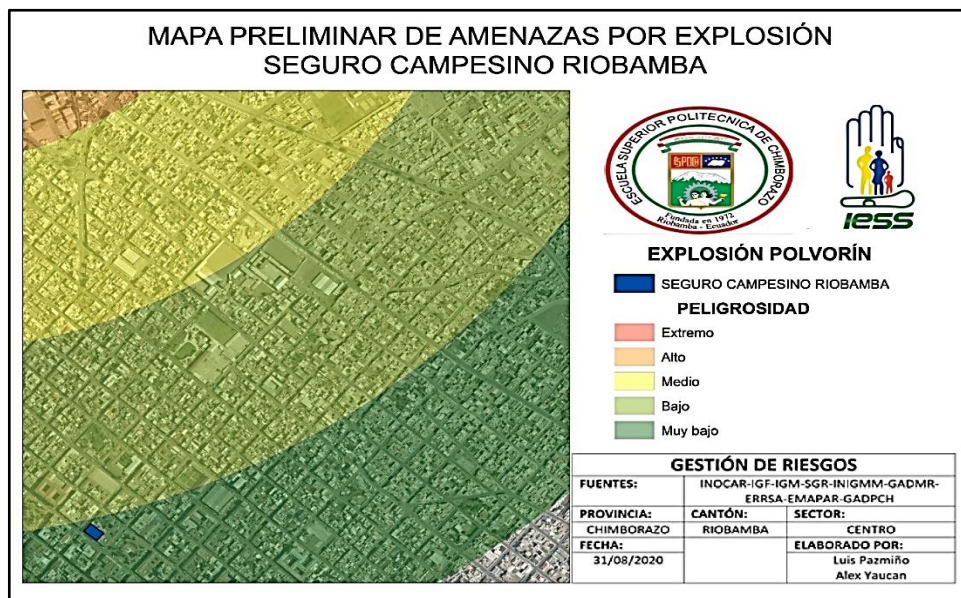 MAPA PRELIMINAR DE AMENAZAS POR EXPLOSIÓN
SEGURO CAMPESINO RIOBAMBA
ESCUELA SUPERIOR POLITECNICA DE CHIMBORAZO
ESPOCH
Fundada en 1972
Riobamba - Ecuador
IESS
EXPLOSIÓN POLVORÍN
SEGURO CAMPESINO RIOBAMBA
PELIGROSIDAD
Extremo
Alto
Medio
Bajo
Muy bajo
GESTIÓN DE RIESGOS
FUENTES: INOCAR-IGF-IGM-SGR-INIGMM-GADMR-
ERRSA-EMAPAR-GADPCH
PROVINCIA: CANTÓN: SECTOR:
CHIMBORAZO RIOBAMBA CENTRO
FECHA: ELABORADO POR:
31/08/2020 Luis Pazmiño
Alex Yaucan